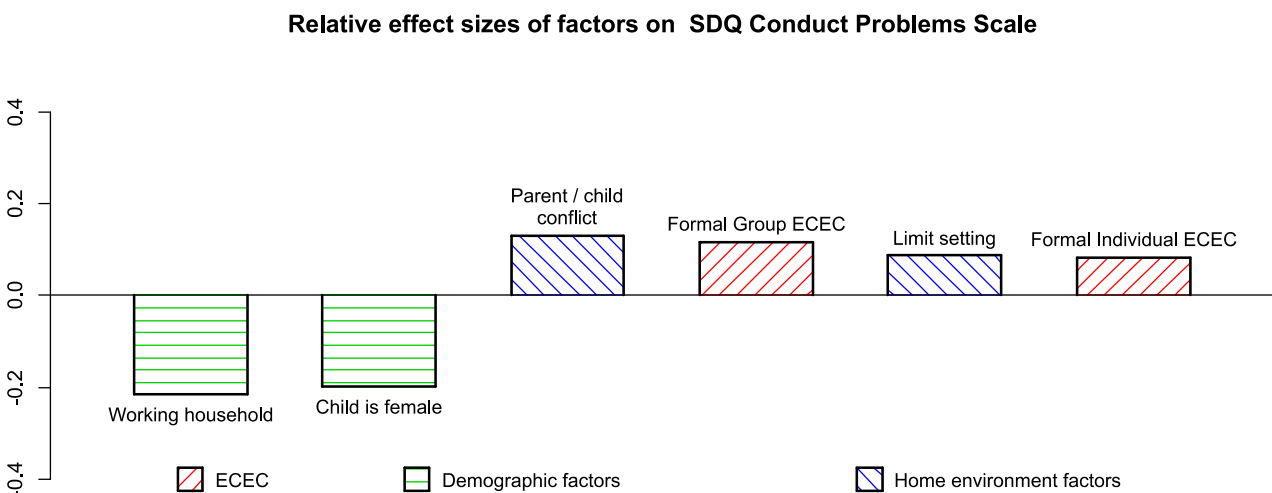 Relative effect sizes of factors on  SDQ Conduct Problems Scale
0.4
0.2
0.0
-0.2
-0.4
Parent / child
conflict
Formal Group ECEC
Limit setting
Formal Individual ECEC
Working household
Child is female
ECEC
Demographic factors
Home environment factors